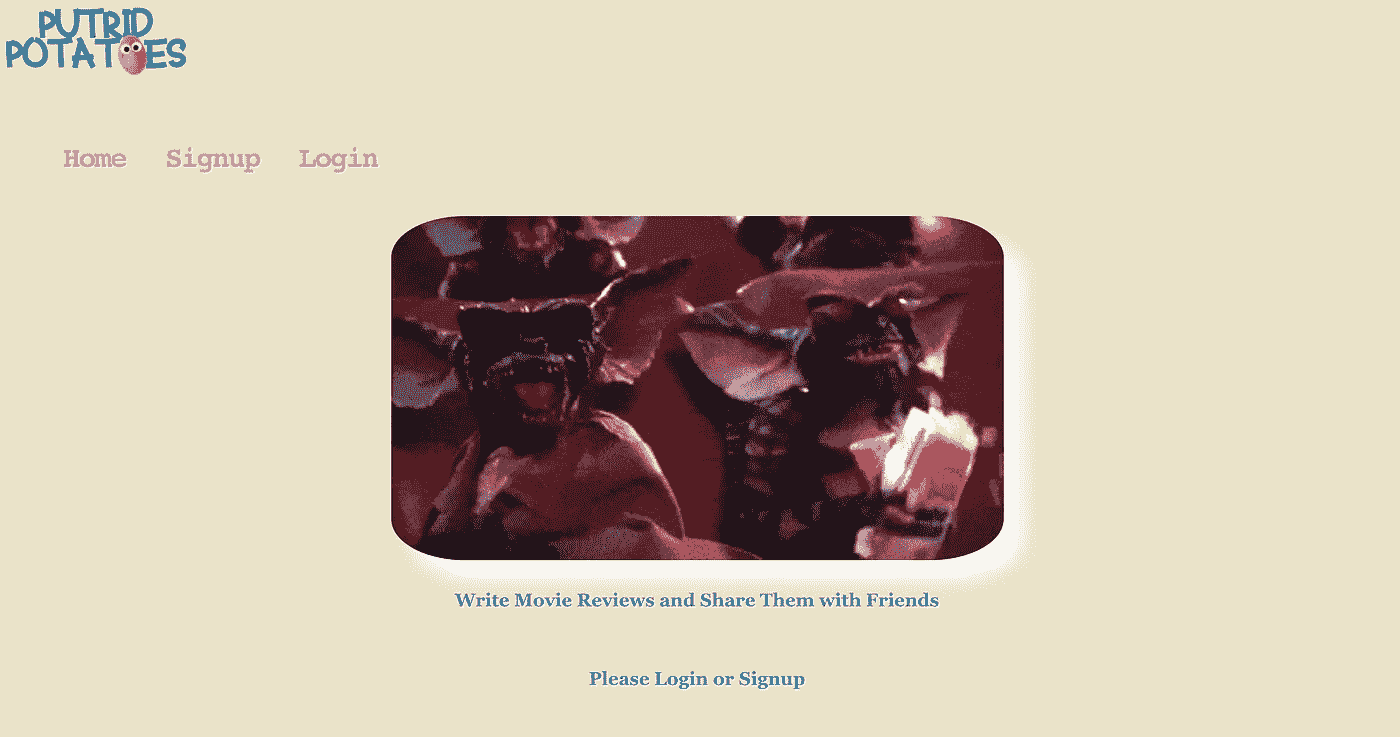 PUTRID
POTATOES
Home Signup Login
Write Movie Reviews and Share Them with Friends
Please Login or Signup